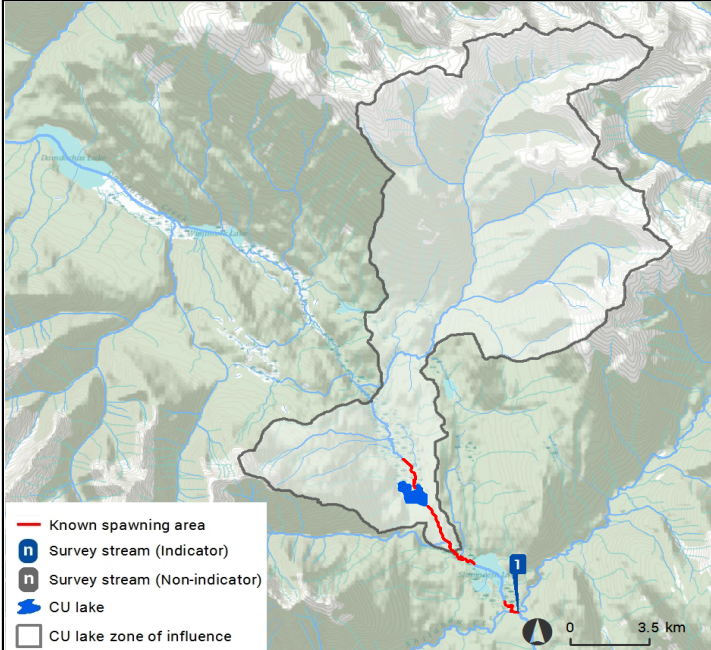 1
Known spawning area
n Survey stream (Indicator)
n Survey stream (Non-indicator)
CU lake
CU lake zone of influence
0 3.5 km